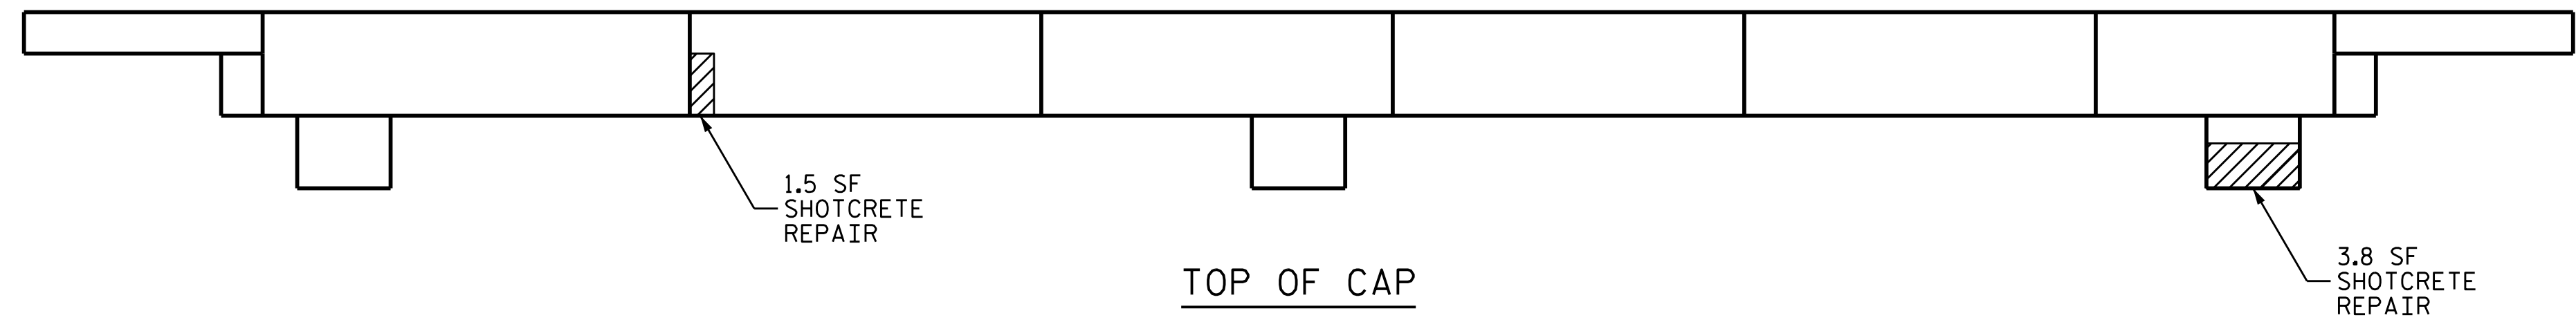 1.5 SF
SHOTCRETE
REPAIR
TOP OF CAP
3.8 SF
SHOTCRETE
REPAIR